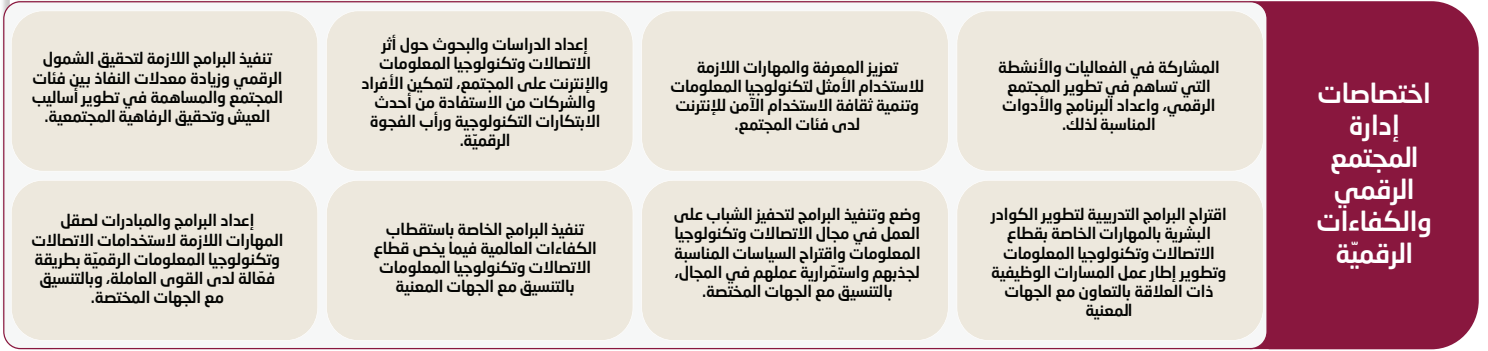 اختصاصات
إدارة
المجتمع
الرقمي
والكفاءات
الرقميّة
المشاركة في الفعاليات والأنشطة
التي تساهم في تطوير المجتمع
الرقمي، واعداد البرنامج والأدوات
المناسبة لذلك.
تعزيز المعرفة والمهارات اللازمة
للاستخدام الأمثل لتكنولوجيا المعلومات
وتنمية ثقافة الاستخدام الآمن للإنترنت
لدى فئات المجتمع.
إعداد الدراسات والبحوث حول أثر
الاتصالات وتكنولوجيا المعلومات
والإنترنت على المجتمع، لتمكين الأفراد
والشركات من الاستفادة من أحدث
الابتكارات التكنولوجية ورأب الفجوة
الرقميّة.
تنفيذ البرامج اللازمة لتحقيق الشمول
الرقمي وزيادة معدلات النفاذ بين فئات
المجتمع والمساهمة في تطوير أساليب
العيش وتحقيق الرفاهية المجتمعية.
اقتراح البرامج التدريبية لتطوير الكوادر
البشرية بالمهارات الخاصة بقطاع
الاتصالات وتكنولوجيا المعلومات
وتطوير إطار عمل المسارات الوظيفية
ذات العلاقة بالتعاون مع الجهات
المعنية
وضع وتنفيذ البرامج لتحفيز الشباب على
العمل في مجال الاتصالات وتكنولوجيا
المعلومات واقتراح السياسات المناسبة
لجذبهم واستمرارية عملهم في المجال،
بالتنسيق مع الجهات المختصة.
تنفيذ البرامج الخاصة باستقطاب
الكفاءات العالمية فيما يخص قطاع
الاتصالات وتكنولوجيا المعلومات
بالتنسيق مع الجهات المعنية
إعداد البرامج والمبادرات لصقل
المهارات اللازمة لاستخدامات الاتصالات
وتكنولوجيا المعلومات الرقميّة بطريقة
فعّالة لدى القوى العاملة، وبالتنسيق
مع الجهات المختصة.